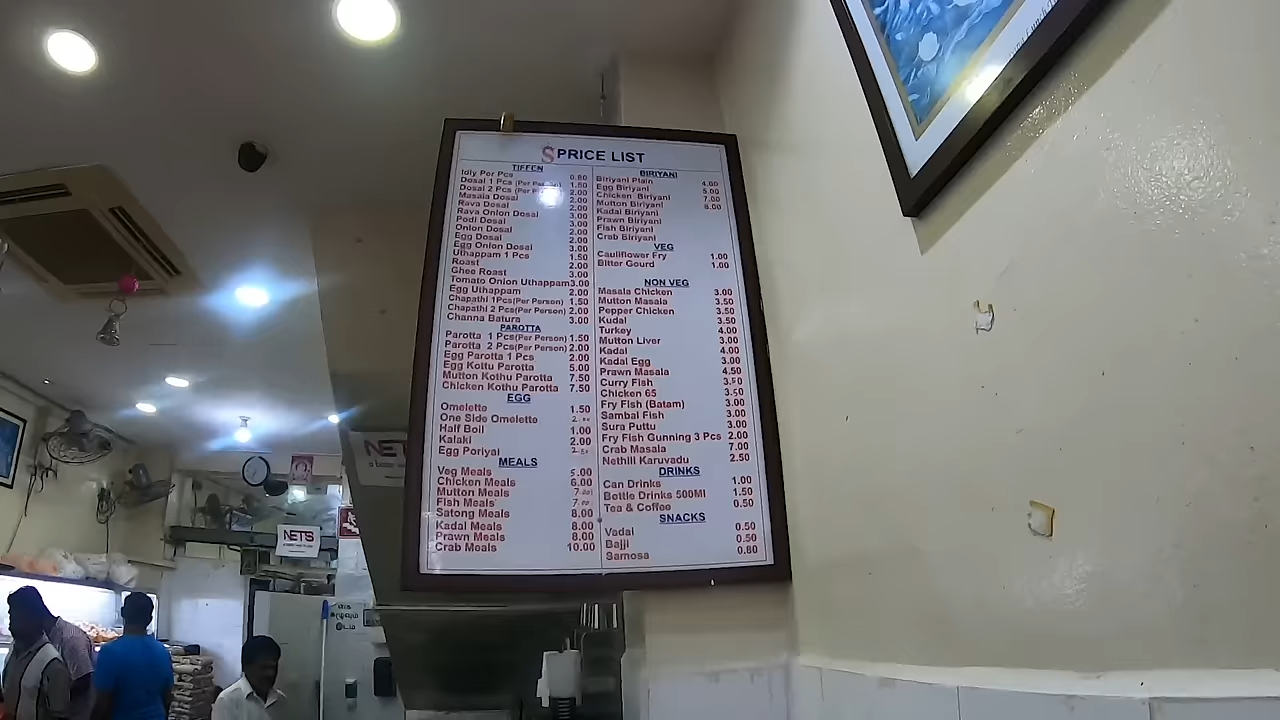 $PRICE LIST
TIFFEN
Idly Per Pcs 0.80
Dosai 1 Pcs (Per Person) 1.50
Dosai 2 Pcs (Per 2.00
Masala Dosai 2.00
Rava Dosai
Rava Onion Dosai 3.00
Podi Dosai 3.00
Onion Dosai 2.00
Egg Dosai 2.00
Egg Onion Dosai 3.00
Uthappam 1 Pcs 1.50
Roast 2.00
Ghee Roast 3.00
Tomato Onion Uthappam 3.00
Egg Uthappam 2.00
Chapathi 1Pcs(Per Person) 1.50
Chapathi 2 Pcs(Per Person) 2.00
Channa Batura 3.00
PAROTTA
Parotta 1 Pcs(Per Person) 1.50
Parotta 2 Pcs(Per Person) 2.00
Egg Parotta 1 Pcs 2.00
Egg Kottu Parotta 5.00
Mutton Kothu Parotta 7.50
Chicken Kothu Parotta 7.50
EGG
Omelette 1.50
One Side Omelette
Half Boil 1.00
Kalaki 2.00
Egg Poriyal
MEALS
Veg Meals 5.00
Chicken Meals 6.00
Mutton Meals 7.00
Fish Meals 7.00
Satong Meals 8.00
Kadai Meals 8.00
Prawn Meals 8.00
Crab Meals 10.00
BIRIYANI
Biriyani Plain 4.00
Egg Biriyani 5.00
Chicken Biriyani 7.00
Mutton Biriyani 8.00
Kadai Biriyani
Prawn Biriyani
Fish Biriyani
Crab Biriyani
VEG
Cauliflower Fry 1.00
Bitter Gourd 1.00
NON VEG
Masala Chicken 3.00
Mutton Masala 3.50
Pepper Chicken 3.50
Kudal 3.50
Turkey 4.00
Mutton Liver 3.00
Kadai 4.00
Kadai Egg 3.00
Prawn Masala 4.50
Curry Fish 3.50
Chicken 65 3.50
Fry Fish (Batam) 3.00
Sambal Fish 3.00
Sura Puttu 3.00
Fry Fish Gunning 3 Pcs 2.00
Crab Masala 7.00
Nethili Karuvadu 2.50
DRINKS
Can Drinks 1.00
Bottle Drinks 500Ml 1.50
Tea & Coffee 0.50
SNACKS
Vadai 0.50
Bajji 0.50
Samosa 0.80
NETS
NETS